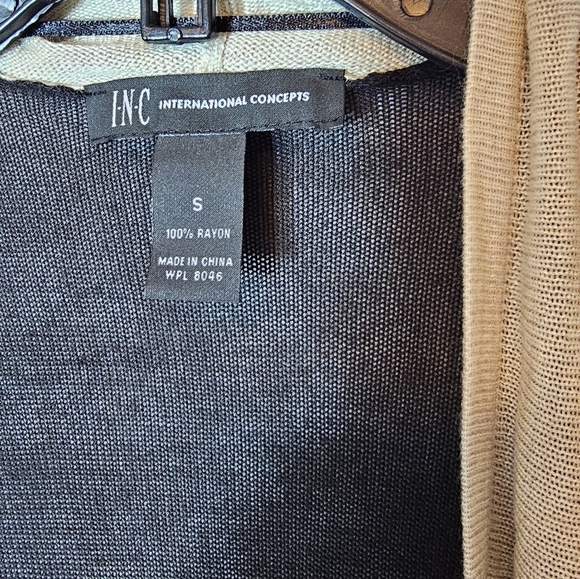 I·N·C INTERNATIONAL CONCEPTS
S
100% RAYON
MADE IN CHINA
WPL 8046